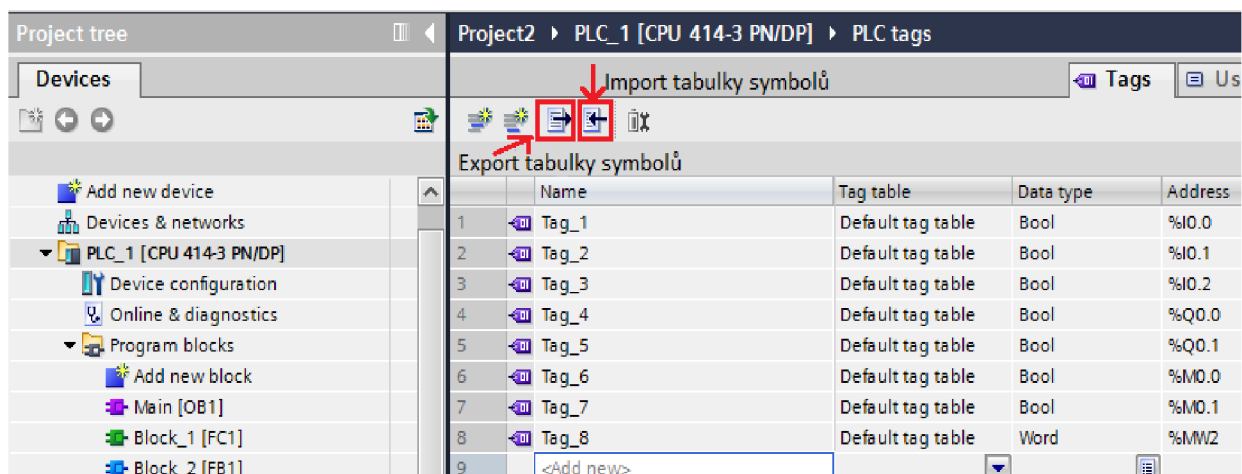 Project tree
Project2 ▸ PLC_1 [CPU 414-3 PN/DP] ▸ PLC tags
Devices
Import tabulky symbolů
Tags
Us
Export tabulky symbolů
Add new device
Devices & networks
PLC_1 [CPU 414-3 PN/DP]
Device configuration
Online & diagnostics
Program blocks
Add new block
Main [OB1]
Block_1 [FC1]
Block_2 [FB1]
Name Tag table Data type Address
1 Tag_1 Default tag table Bool %I0.0
2 Tag_2 Default tag table Bool %I0.1
3 Tag_3 Default tag table Bool %I0.2
4 Tag_4 Default tag table Bool %Q0.0
5 Tag_5 Default tag table Bool %Q0.1
6 Tag_6 Default tag table Bool %M0.0
7 Tag_7 Default tag table Bool %M0.1
8 Tag_8 Default tag table Word %MW2
9 <Add new>